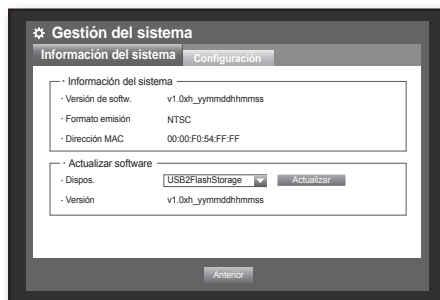 Gestión del sistema
Información del sistema
Configuración
· Información del sistema
· Versión de softw. v1.0xh_yymmddhhmmss
· Formato emisión NTSC
· Dirección MAC 00:00:F0:54:FF:FF
· Actualizar software
· Dispos. USB2FlashStorage Actualizar
· Versión v1.0xh_yymmddhhmmss
Anterior